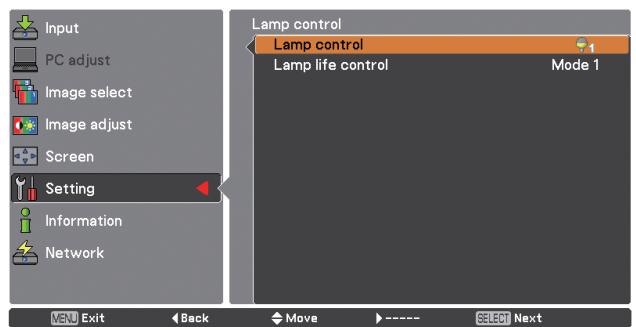 Input
PC adjust
Image select
Image adjust
Screen
Setting
Information
Network
Lamp control
Lamp control 1
Lamp life control Mode 1
MENU Exit Back Move ----- SELECT Next